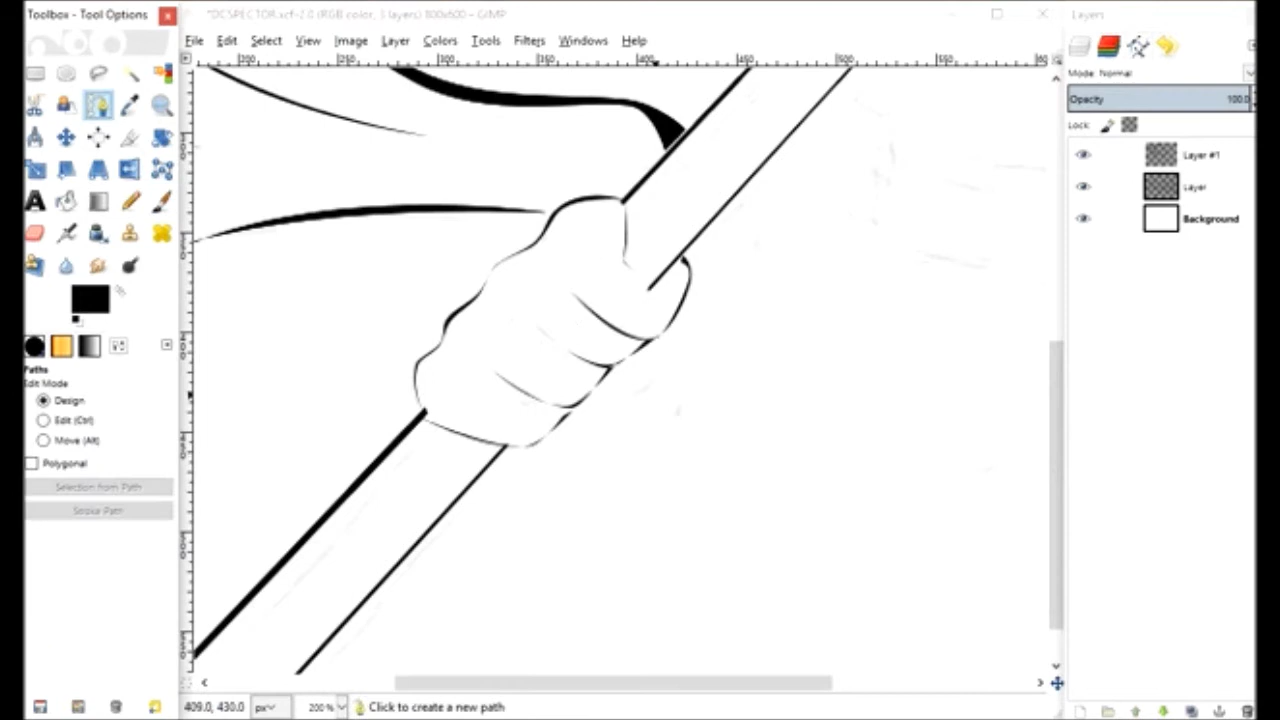 Toolbox - Tool Options
*DCSPECTOR.xcf-2.0 (RGB color, 3 layers) 800x600 – GIMP
Layers
File Edit Select View Image Layer Colors Tools Filters Windows Help
Mode: Normal
Opacity 100.0
Lock:
Layer #1
Layer
Background
Paths
Edit Mode
Design
Edit (Ctrl)
Move (Alt)
Polygonal
Selection from Path
Stroke Path
409.0, 430.0 px 200 % Click to create a new path